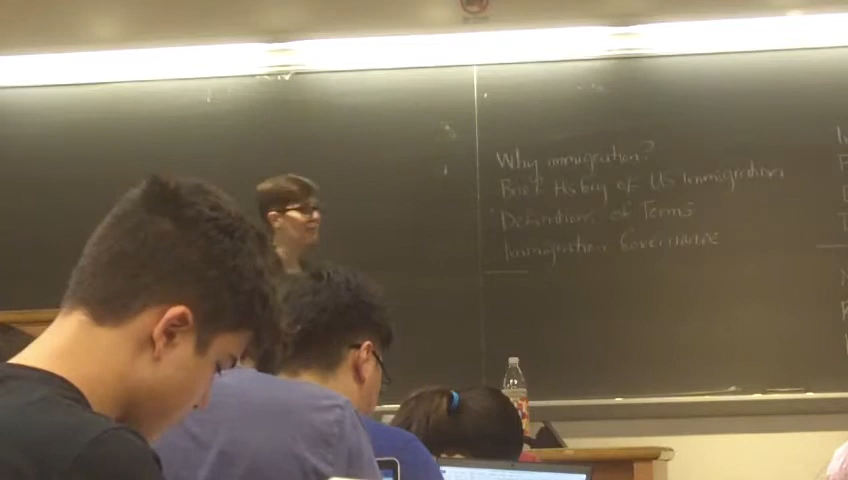 Why immigration?
Brief History of US Immigration
Definitions of Terms
Immigration Governance